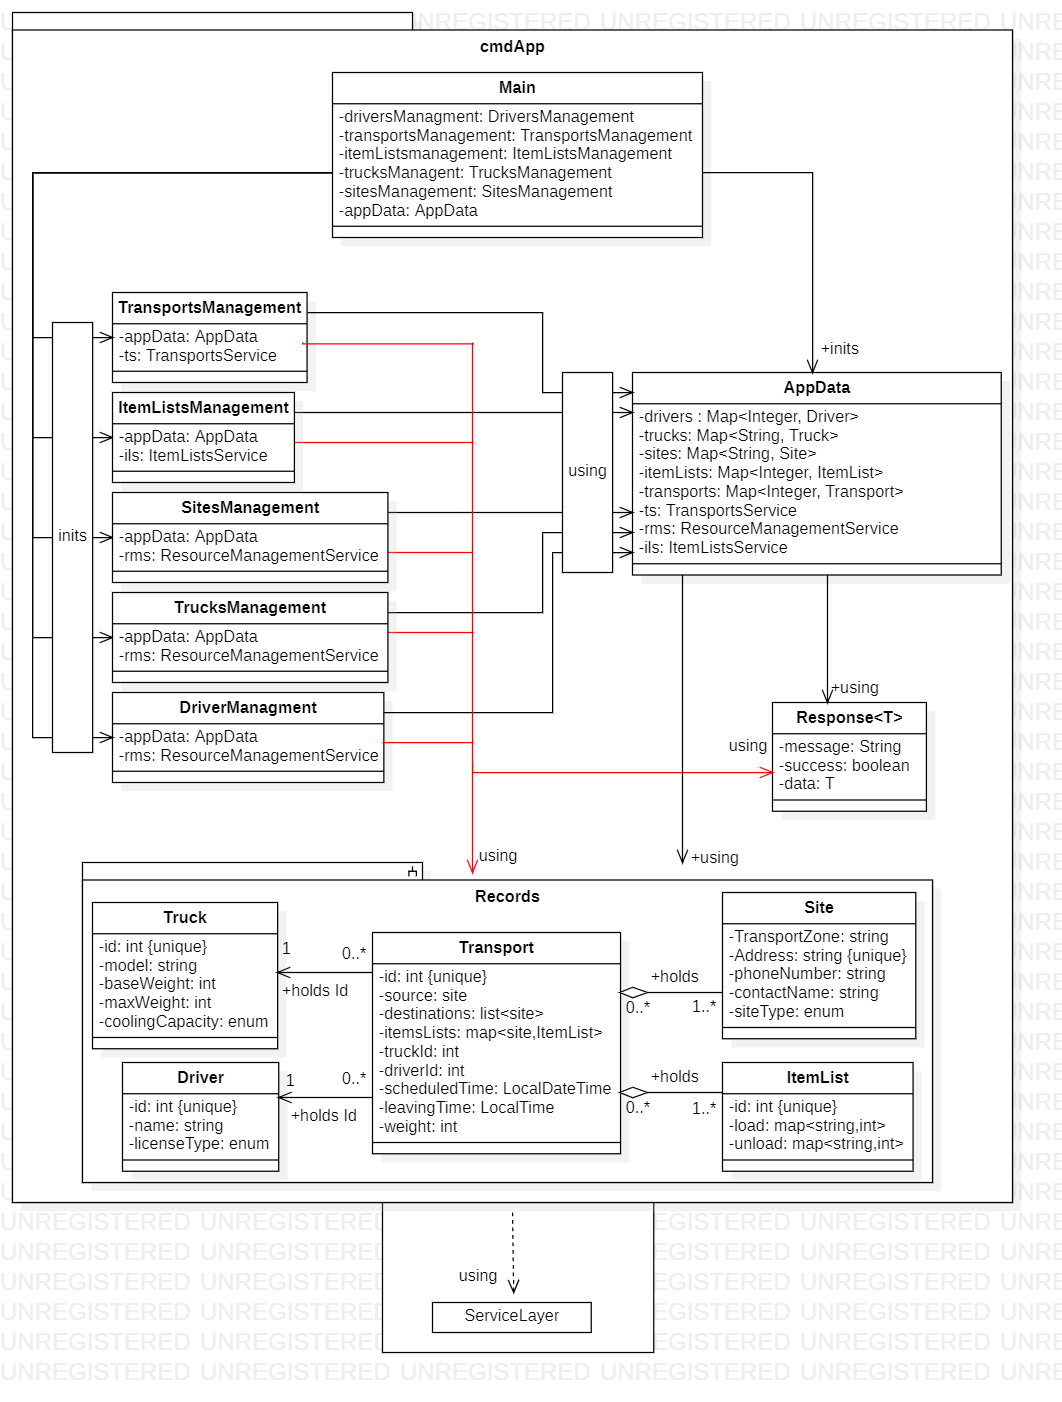 cmdApp
Main
-driversManagment: DriversManagement
-transportsManagement: TransportsManagement
-itemListsmanagement: ItemListsManagement
-trucksManagent: TrucksManagement
-sitesManagement: SitesManagement
-appData: AppData
TransportsManagement
-appData: AppData
-ts: TransportsService
ItemListsManagement
-appData: AppData
-ils: ItemListsService
SitesManagement
-appData: AppData
-rms: ResourceManagementService
TrucksManagement
-appData: AppData
-rms: ResourceManagementService
DriverManagment
-appData: AppData
-rms: ResourceManagementService
inits
using
+inits
AppData
-drivers : Map<Integer, Driver>
-trucks: Map<String, Truck>
-sites: Map<String, Site>
-itemLists: Map<Integer, ItemList>
-transports: Map<Integer, Transport>
-ts: TransportsService
-rms: ResourceManagementService
-ils: ItemListsService
+using
Response<T>
-message: String
-success: boolean
-data: T
using
using
+using
Records
Truck
-id: int {unique}
-model: string
-baseWeight: int
-maxWeight: int
-coolingCapacity: enum
1
0..*
+holds Id
Driver
-id: int {unique}
-name: string
-licenseType: enum
1
0..*
+holds Id
Transport
-id: int {unique}
-source: site
-destinations: list<site>
-itemsLists: map<site,ItemList>
-truckId: int
-driverId: int
-scheduledTime: LocalDateTime
-leavingTime: LocalTime
-weight: int
+holds
0..*
1..*
Site
-TransportZone: string
-Address: string {unique}
-phoneNumber: string
-contactName: string
-siteType: enum
+holds
0..*
1..*
ItemList
-id: int {unique}
-load: map<string,int>
-unload: map<string,int>
using
ServiceLayer